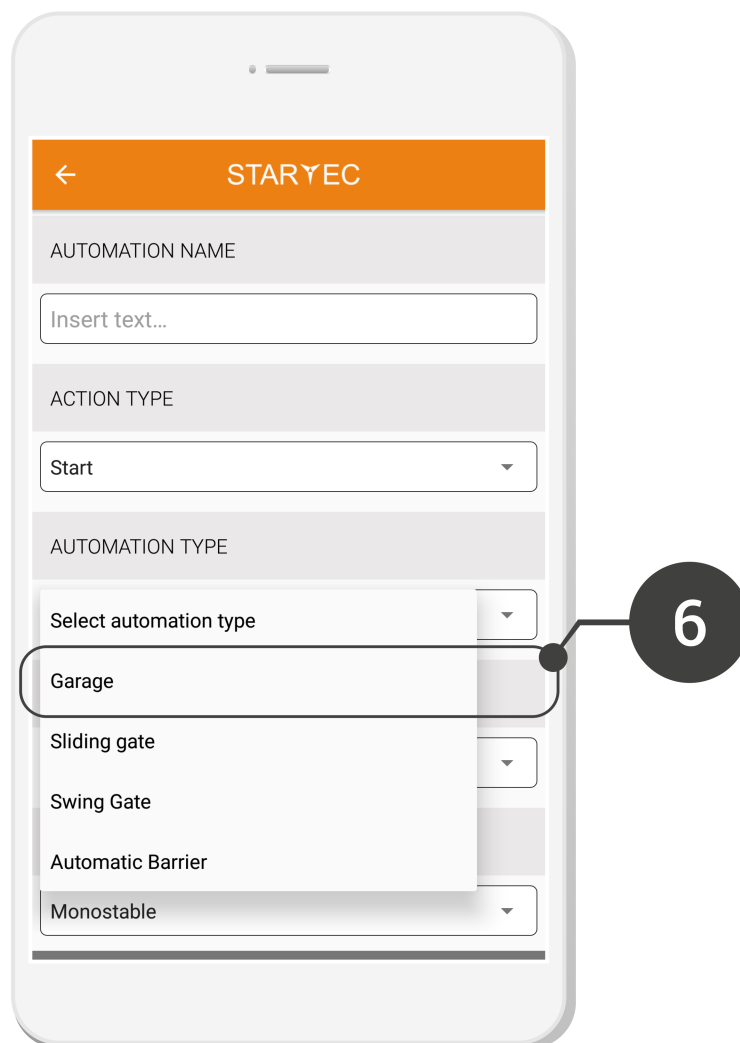 STARTEC
AUTOMATION NAME
Insert text...
ACTION TYPE
Start
AUTOMATION TYPE
Select automation type
Garage
6
Sliding gate
Swing Gate
Automatic Barrier
Monostable